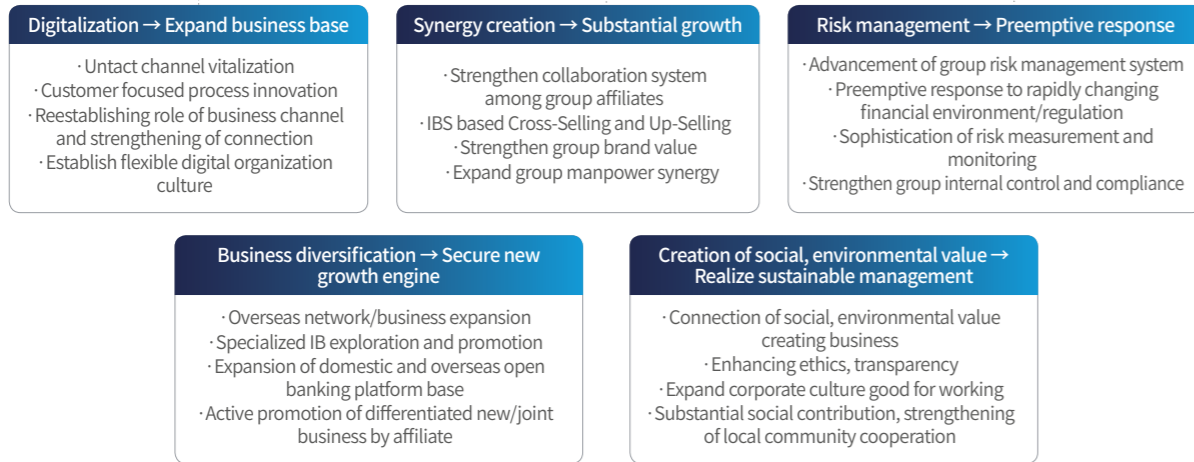 Digitalization → Expand business base
· Untact channel vitalization
· Customer focused process innovation
· Reestablishing role of business channel
and strengthening of connection
· Establish flexible digital organization
culture
Synergy creation → Substantial growth
· Strengthen collaboration system
among group affiliates
· IBS based Cross-Selling and Up-Selling
· Strengthen group brand value
· Expand group manpower synergy
Risk management → Preemptive response
· Advancement of group risk management system
· Preemptive response to rapidly changing
financial environment/regulation
· Sophistication of risk measurement and
monitoring
· Strengthen group internal control and compliance
Business diversification → Secure new
growth engine
· Overseas network/business expansion
· Specialized IB exploration and promotion
· Expansion of domestic and overseas open
banking platform base
· Active promotion of differentiated new/joint
business by affiliate
Creation of social, environmental value →
Realize sustainable management
· Connection of social, environmental value
creating business
· Enhancing ethics, transparency
· Expand corporate culture good for working
· Substantial social contribution, strengthening
of local community cooperation